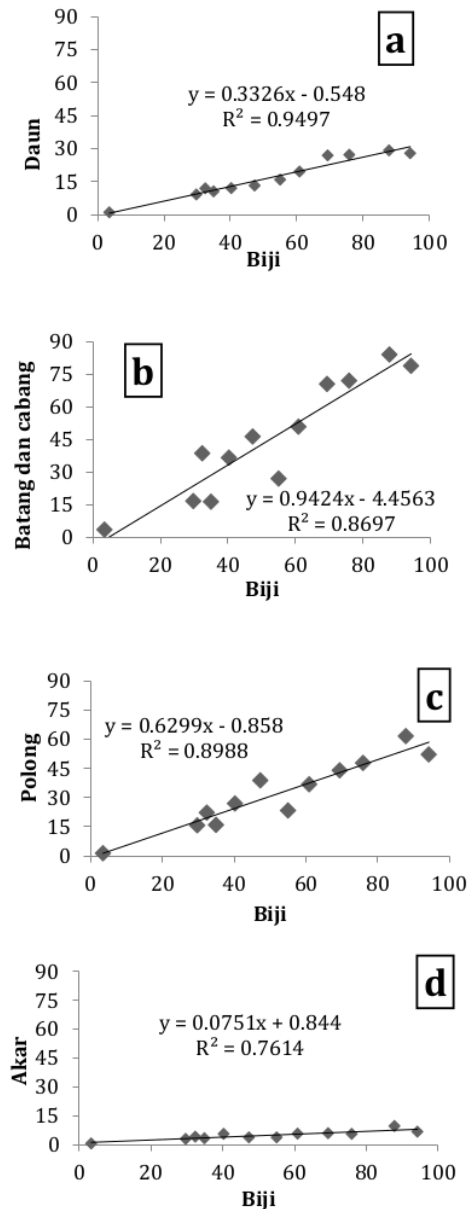 90
a
75
60
y = 0.3326x - 0.548
45
R² = 0.9497
30
15
0
Daun
0 20 40 60 80 100
Biji
90
b
75
60
45
30
15
y = 0.9424x - 4.4563
R² = 0.8697
0
Batang dan cabang
0 20 40 60 80 100
Biji
90
c
75
y = 0.6299x - 0.858
60
R² = 0.8988
45
30
15
0
Polong
0 20 40 60 80 100
Biji
90
d
75
60
y = 0.0751x + 0.844
R² = 0.7614
45
30
15
0
Akar
0 20 40 60 80 100
Biji